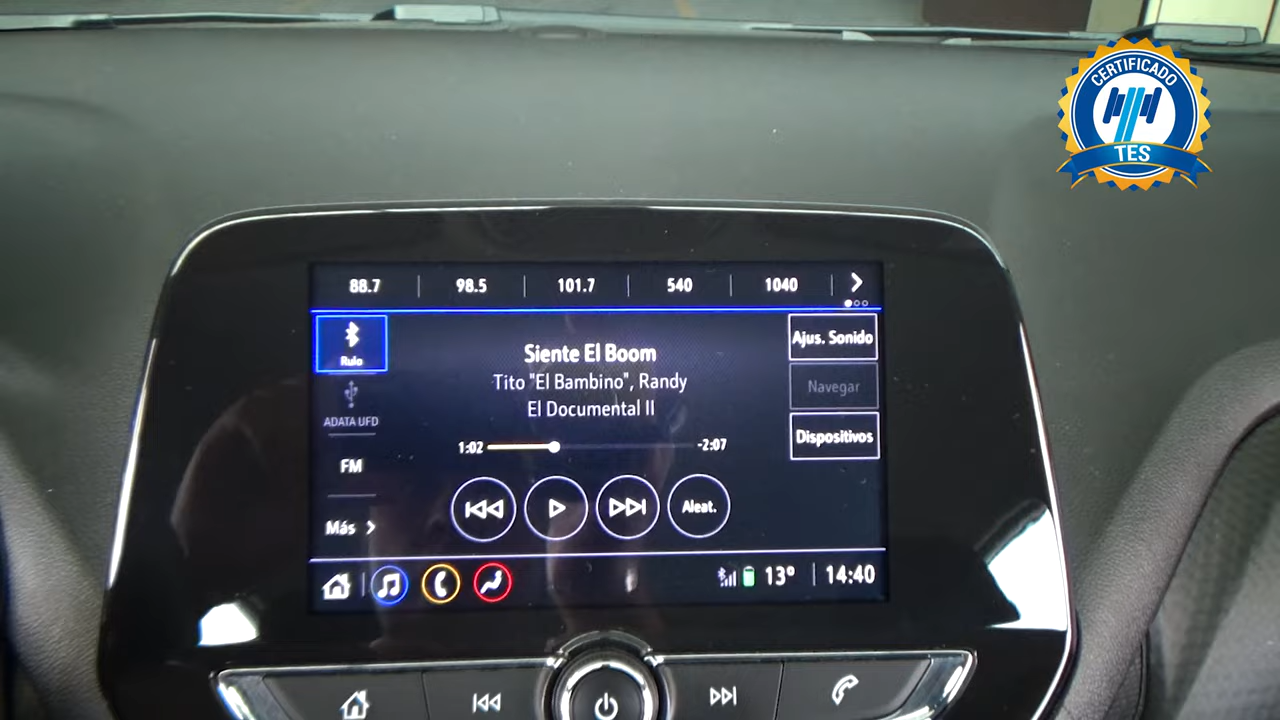 CERTIFICADO
TES
88.7
98.5
101.7
540
1040
Rulo
ADATA UFD
FM
Más
Siente El Boom
Tito "El Bambino", Randy
El Documental II
1:02
-2:07
Aleat.
Ajus. Sonido
Navegar
Dispositivos
13°
14:40